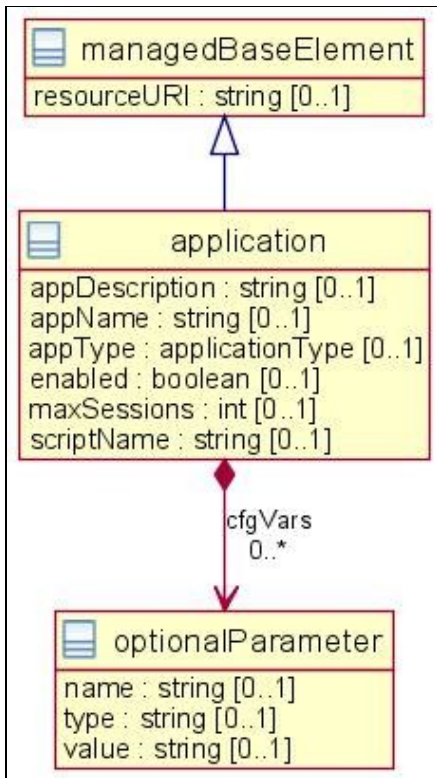 managedBaseElement
resourceURI : string [0..1]
application
appDescription : string [0..1]
appName : string [0..1]
appType : applicationType [0..1]
enabled : boolean [0..1]
maxSessions : int [0..1]
scriptName : string [0..1]
cfgVars
0..*
optionalParameter
name : string [0..1]
type : string [0..1]
value : string [0..1]